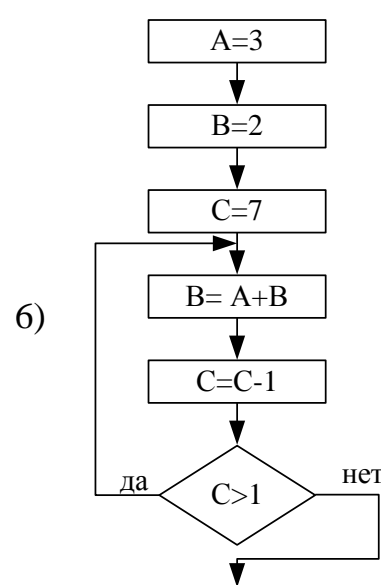 A=3
B=2
C=7
B= A+B
б)
C=C-1
да
C>1
нет